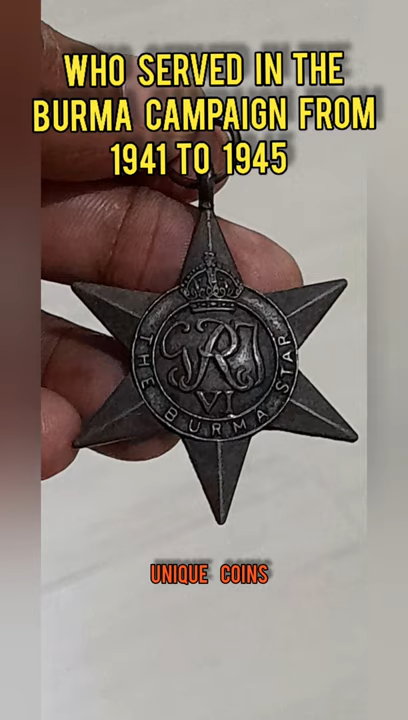 WHO SERVED IN THE
BURMA CAMPAIGN FROM
1941 TO 1945
GRI
VI
THE BURMA STAR
UNIQUE COINS